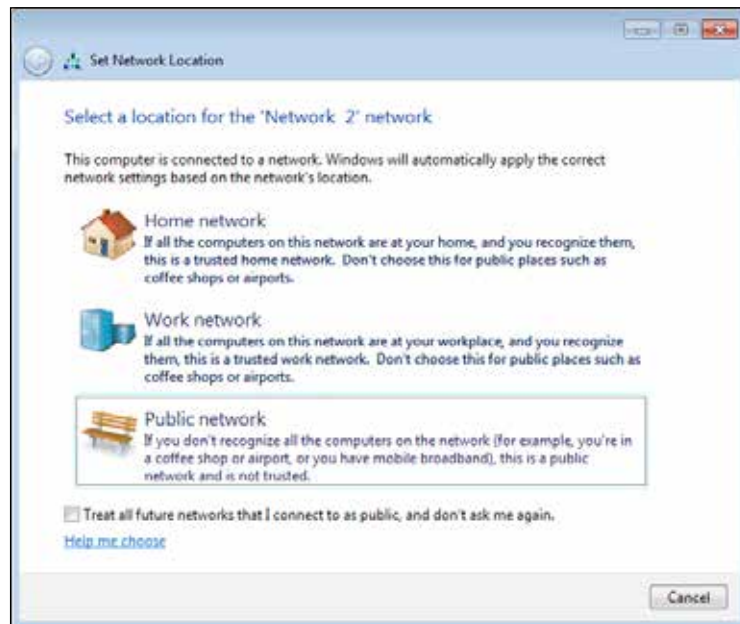 Set Network Location
Select a location for the 'Network  2' network
This computer is connected to a network. Windows will automatically apply the correct
network settings based on the network's location.
Home network
If all the computers on this network are at your home, and you recognize them,
this is a trusted home network.  Don't choose this for public places such as
coffee shops or airports.
Work network
If all the computers on this network are at your workplace, and you recognize
them, this is a trusted work network.  Don't choose this for public places such as
coffee shops or airports.
Public network
If you don't recognize all the computers on the network (for example, you're in
a coffee shop or airport, or you have mobile broadband), this is a public
network and is not trusted.
Treat all future networks that I connect to as public, and don't ask me again.
Help me choose
Cancel